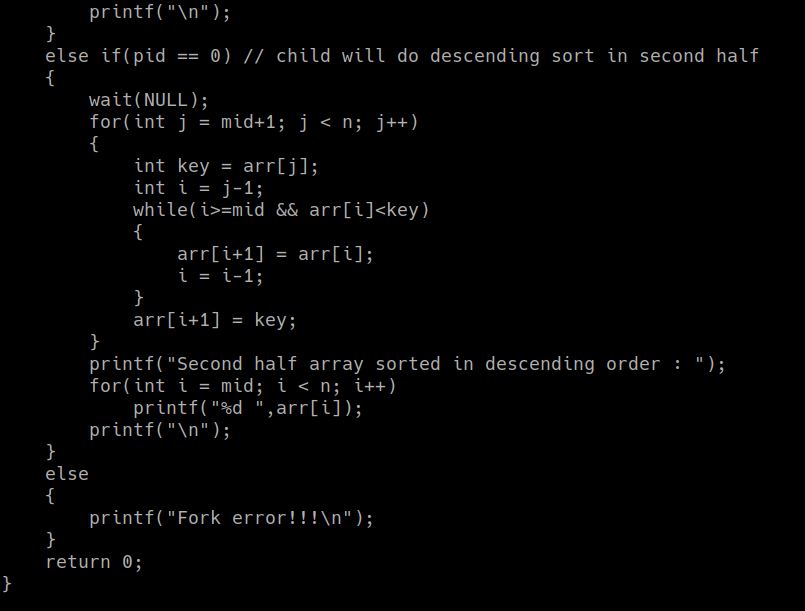 printf("\n");
    }
    else if(pid == 0) // child will do descending sort in second half
    {
        wait(NULL);
        for(int j = mid+1; j < n; j++)
        {
            int key = arr[j];
            int i = j-1;
            while(i>=mid && arr[i]<key)
            {
                arr[i+1] = arr[i];
                i = i-1;
            }
            arr[i+1] = key;
        }
        printf("Second half array sorted in descending order : ");
        for(int i = mid; i < n; i++)
            printf("%d ",arr[i]);
        printf("\n");
    }
    else
    {
        printf("Fork error!!!\n");
    }
    return 0;
}